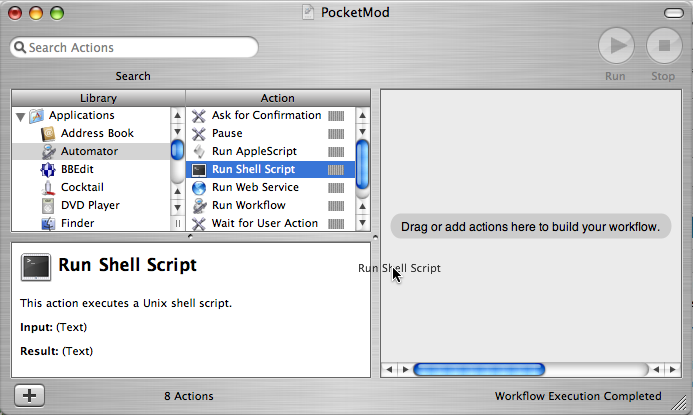 PocketMod
Search Actions
Search
Run
Stop
Library
Action
Applications
Address Book
Automator
BBEdit
Cocktail
DVD Player
Finder
Ask for Confirmation
Pause
Run AppleScript
Run Shell Script
Run Web Service
Run Workflow
Wait for User Action
Drag or add actions here to build your workflow.
Run Shell Script
Run Shell Script
This action executes a Unix shell script.
Input: (Text)
Result: (Text)
8 Actions
Workflow Execution Completed